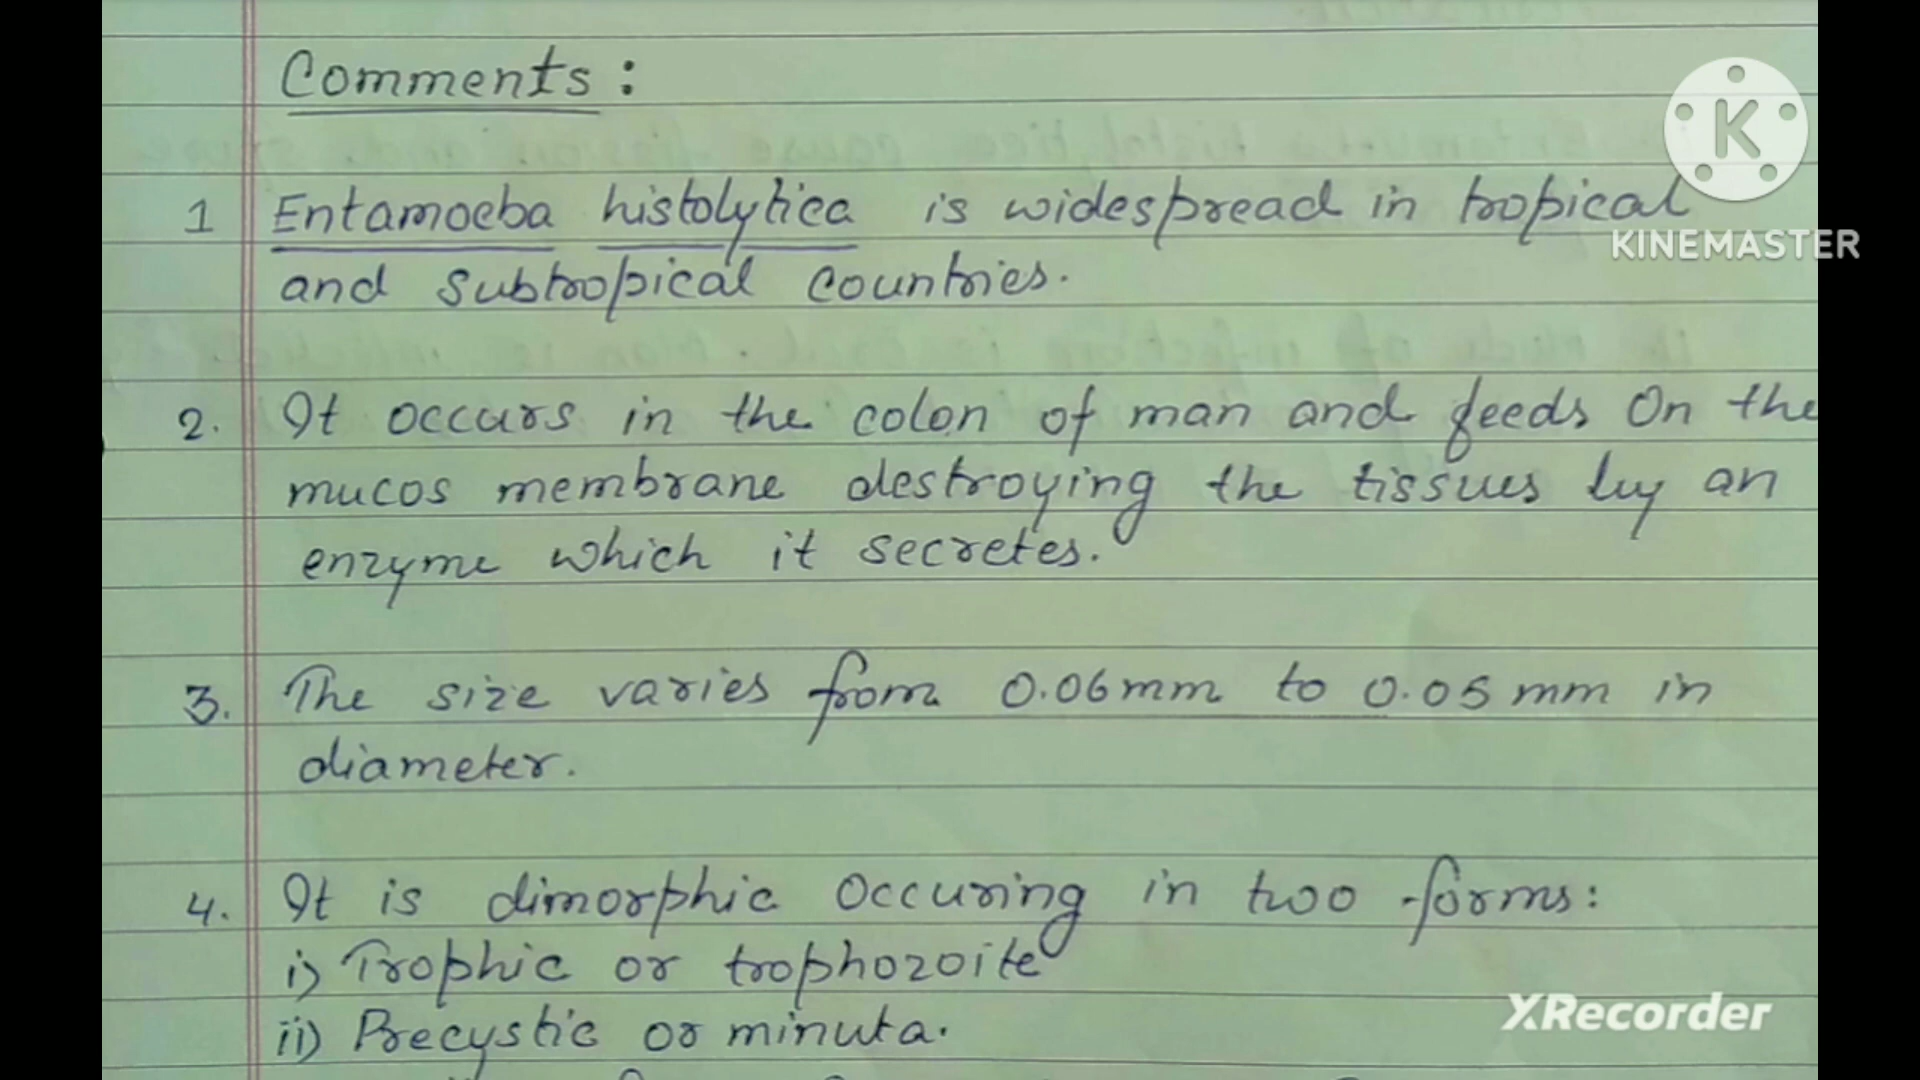 Comments:
1 Entamoeba histolytica is widespread in tropical
and subtropical countries.
2. It occurs in the colon of man and feeds on the
mucos membrane destroying the tissues by an
enzyme which it secretes.
3. The size varies from 0.06mm to 0.05 mm in
diameter.
4. It is dimorphic occuring in two forms:
i) Trophic or trophozoite
ii) Precystic or minuta.
K
KINEMASTER
XRecorder